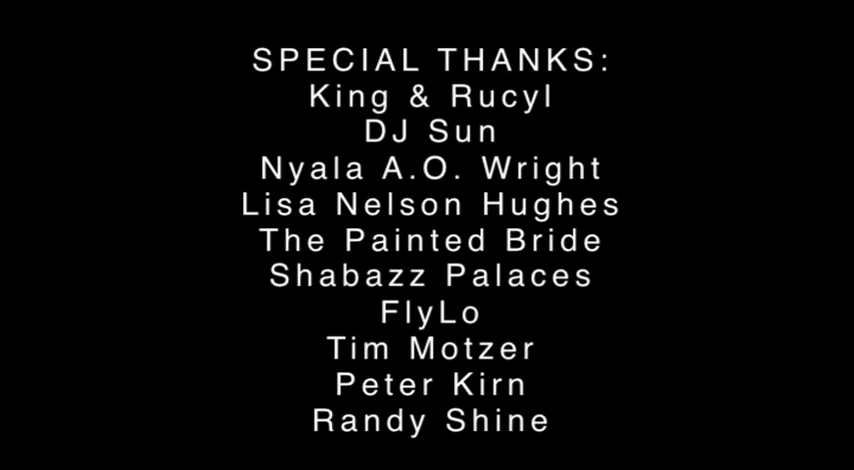 SPECIAL THANKS:
King & Rucyl
DJ Sun
Nyala A.O. Wright
Lisa Nelson Hughes
The Painted Bride
Shabazz Palaces
FlyLo
Tim Motzer
Peter Kirn
Randy Shine